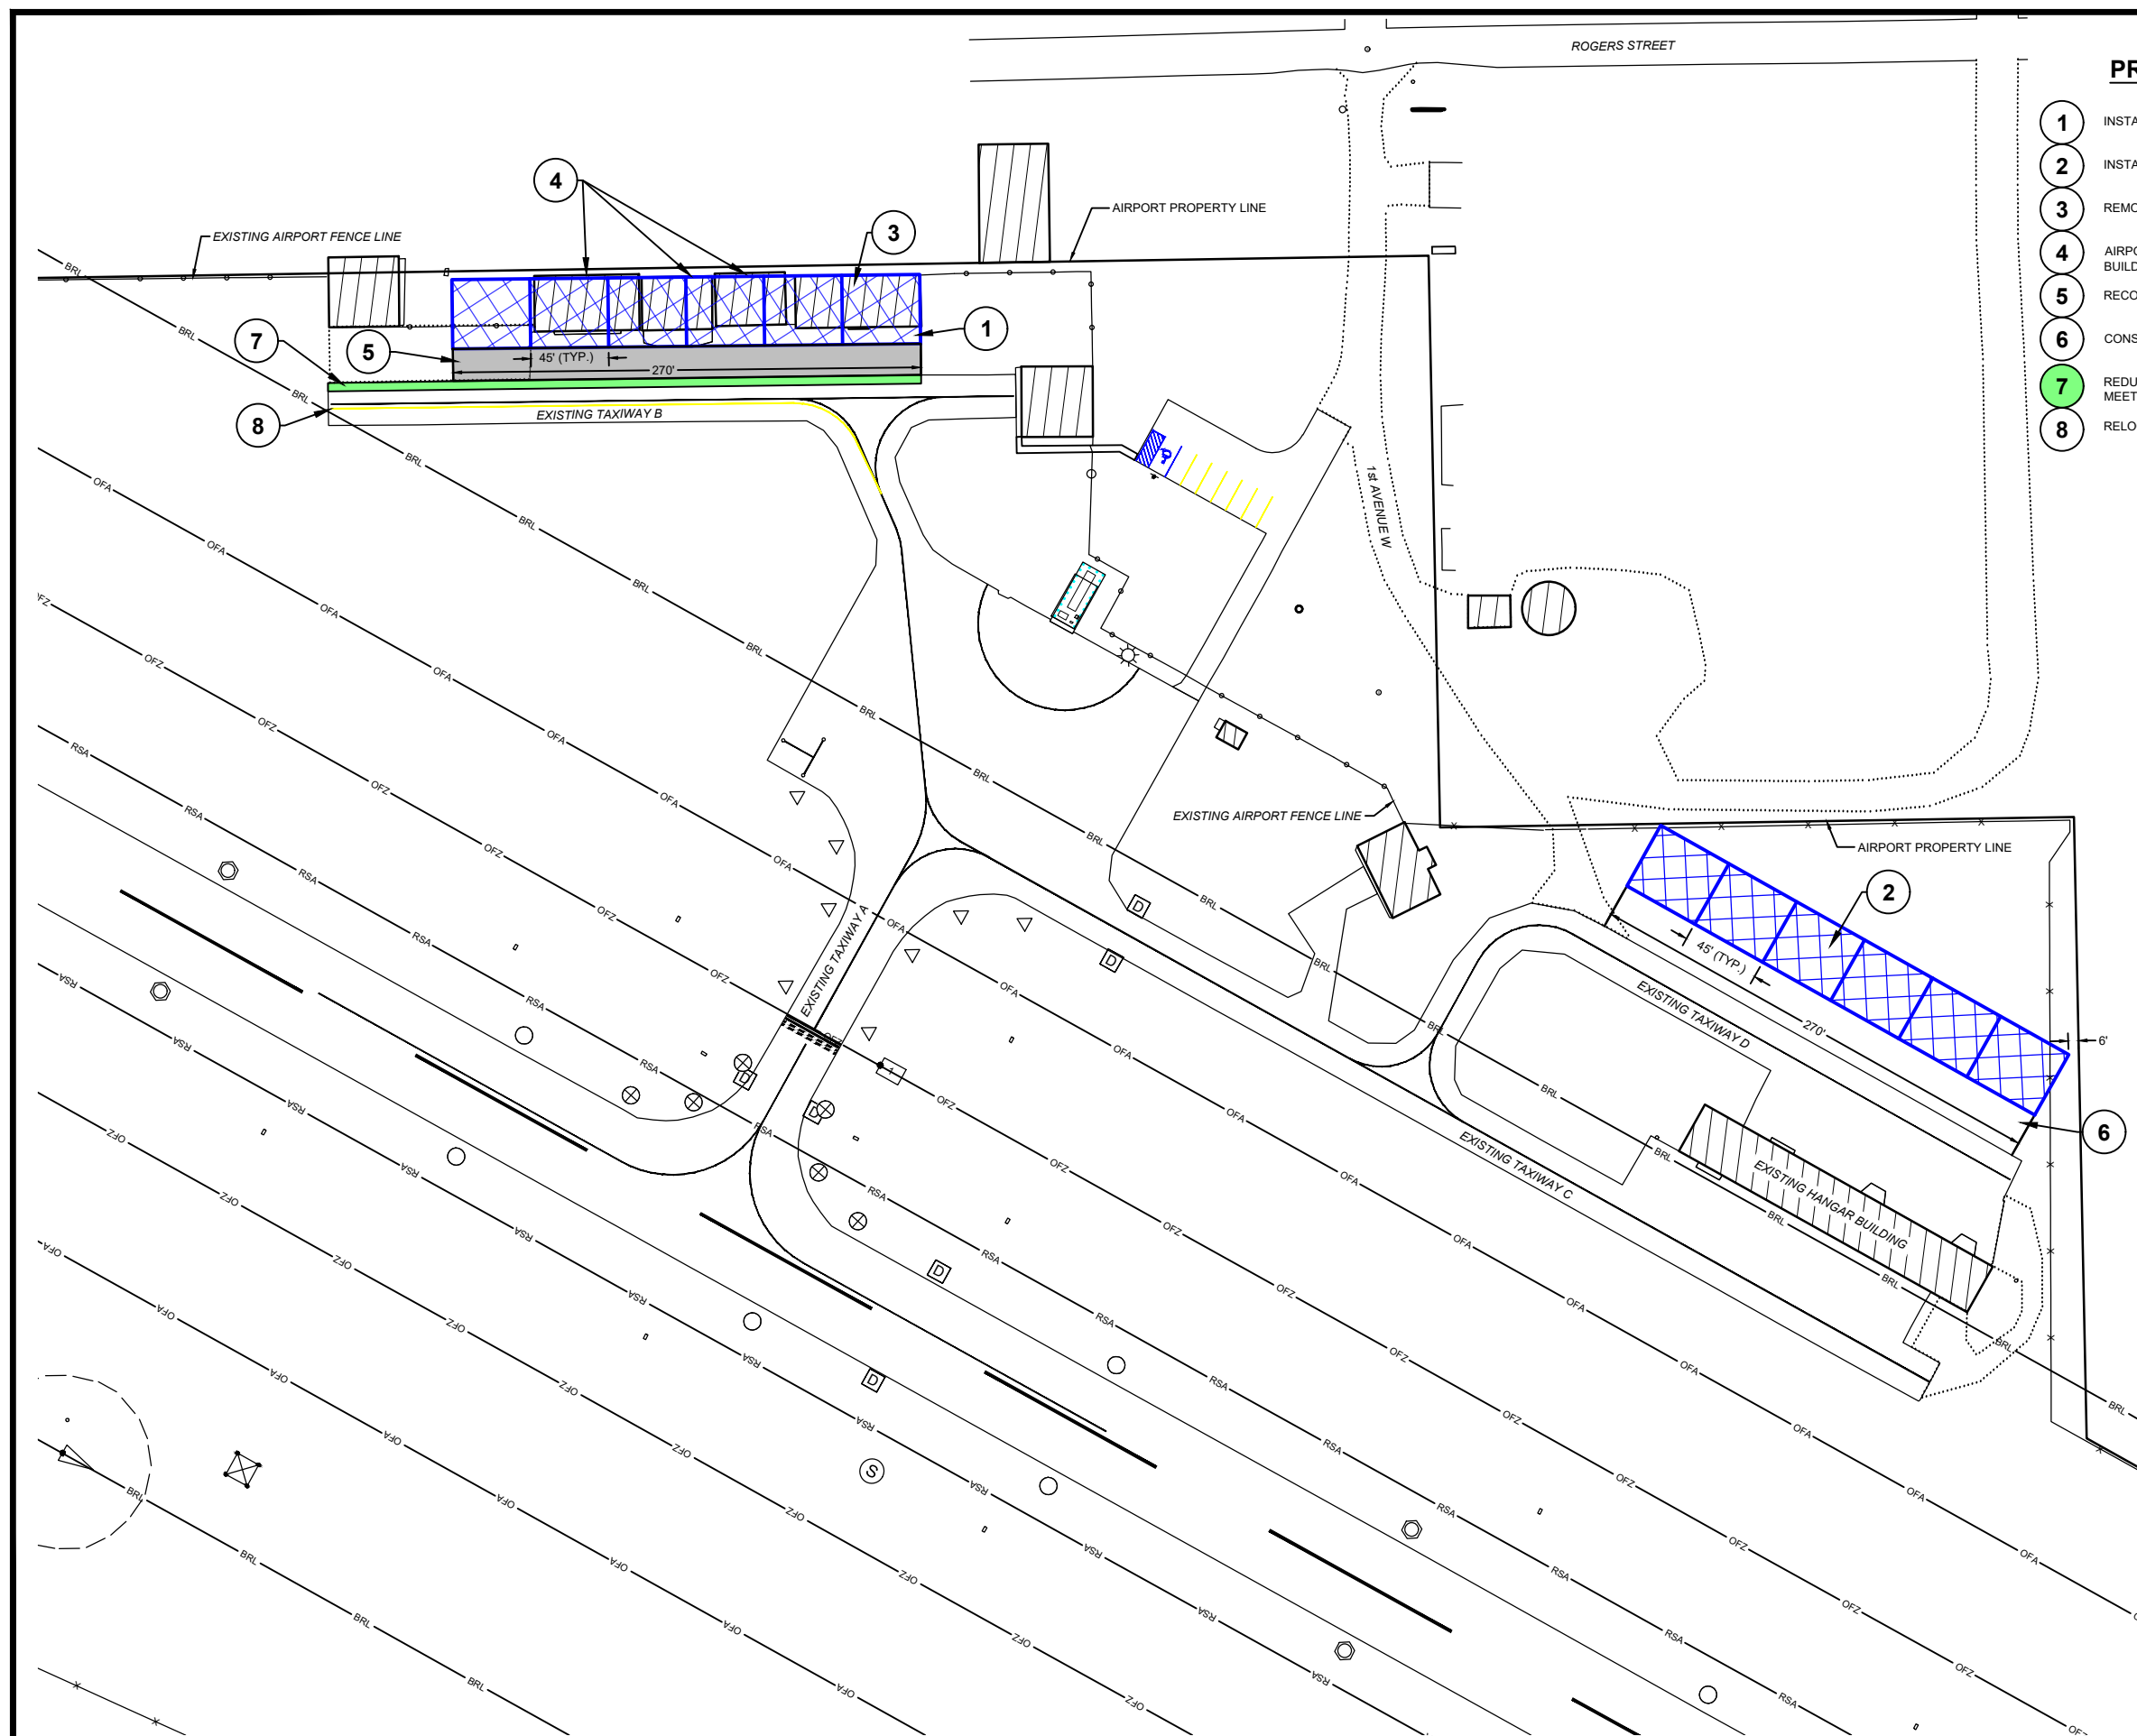 ROGERS STREET
PR
1 INSTA
2 INSTA
3 REMO
4 AIRPO
BUILD
5 RECO
6 CONS
7 REDU
MEET
8 RELO
4
3
AIRPORT PROPERTY LINE
EXISTING AIRPORT FENCE LINE
7
5
1
45' (TYP.)
270'
8
EXISTING TAXIWAY B
1st AVENUE W
EXISTING AIRPORT FENCE LINE
AIRPORT PROPERTY LINE
2
45' (TYP.)
270'
6'
6
EXISTING TAXIWAY A
EXISTING TAXIWAY D
EXISTING TAXIWAY C
EXISTING HANGAR BUILDING
BRL
OFA
OFZ
RSA
D
S
1